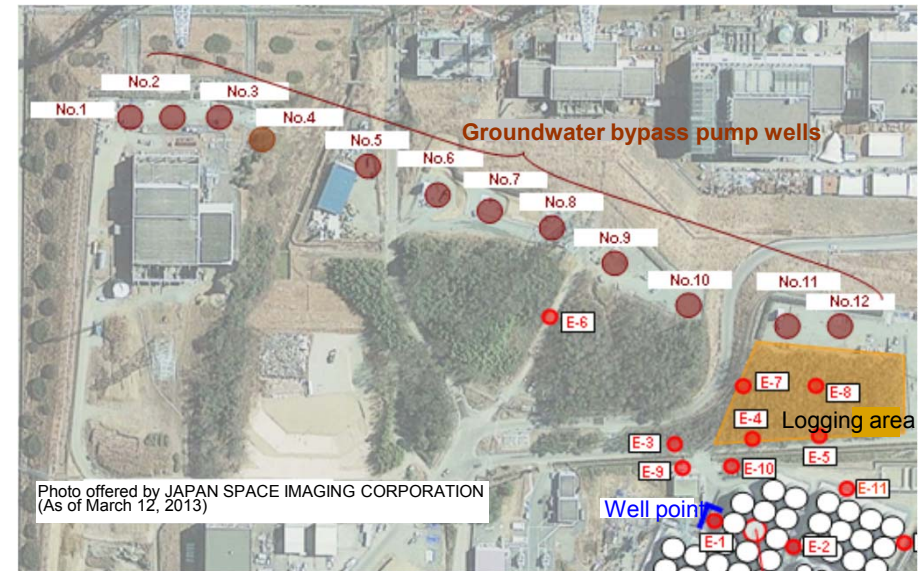 No.1
No.2
No.3
No.4
No.5
No.6
No.7
No.8
No.9
No.10
No.11
No.12
Groundwater bypass pump wells
E-6
E-7
E-8
E-4
Logging area
E-3
E-5
E-9
E-10
E-11
Well point
E-1
E-2
Photo offered by JAPAN SPACE IMAGING CORPORATION
(As of March 12, 2013)